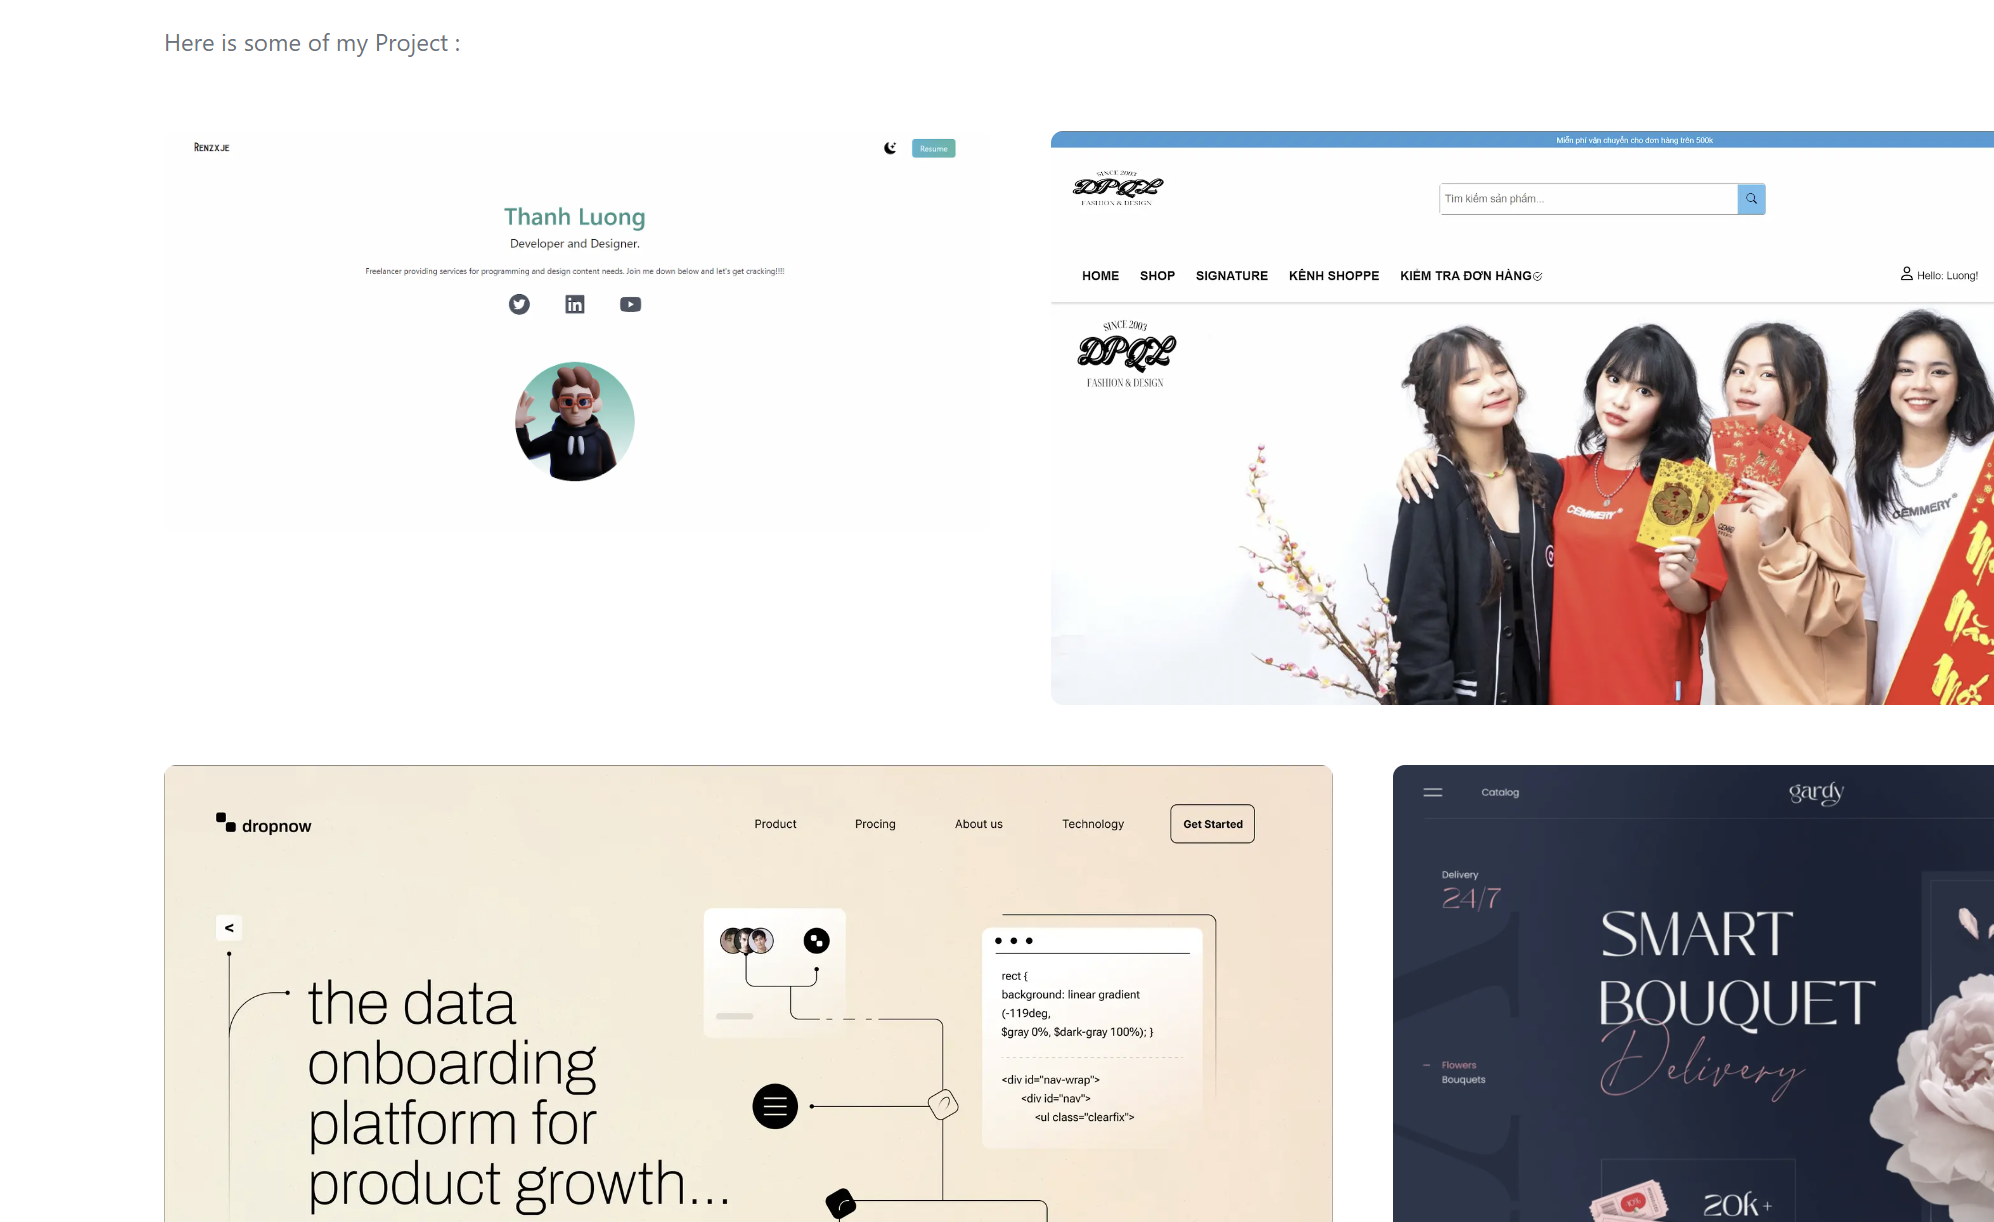 Here is some of my Project :
RENZXJE
Resume
Thanh Luong
Developer and Designer.
Freelancer providing services for programming and design content needs. Join me down below and let's get cracking!!!!
Miễn phí vận chuyển cho đơn hàng trên 500k
SINCE 2003
DPQL
FASHION & DESIGN
Tìm kiếm sản phẩm...
HOME SHOP SIGNATURE KÊNH SHOPPE KIỂM TRA ĐƠN HÀNG
Hello: Luong!
SINCE 2003
DPQL
FASHION & DESIGN
CEMMERY
CEMMERY
dropnow
Product Procing About us Technology Get Started
<
the data
onboarding
platform for
product growth...
rect {
background: linear gradient
(-119deg,
$gray 0%, $dark-gray 100%); }
<div id="nav-wrap">
<div id="nav">
<ul class="clearfix">
Catalog
gardy
Delivery
24/7
SMART
BOUQUET
Delivery
Flowers
Bouquets
10%
20k+